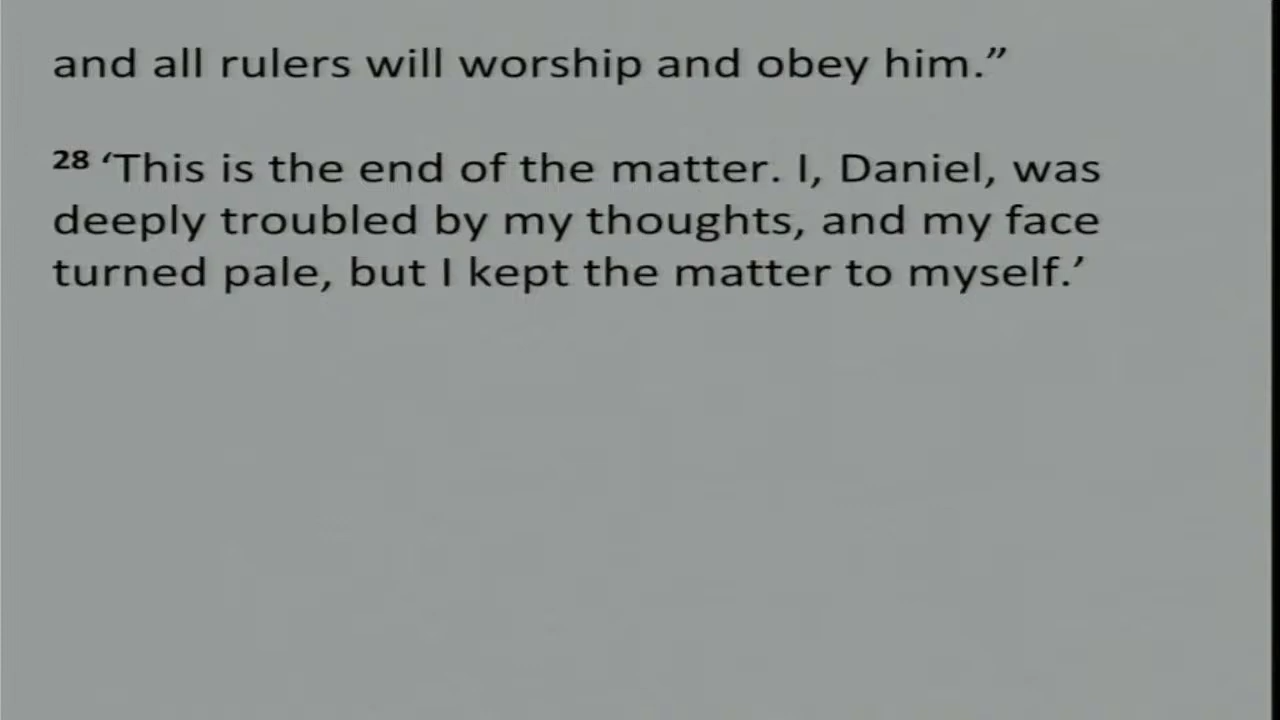 and all rulers will worship and obey him.”
28 ‘This is the end of the matter. I, Daniel, was
deeply troubled by my thoughts, and my face
turned pale, but I kept the matter to myself.’